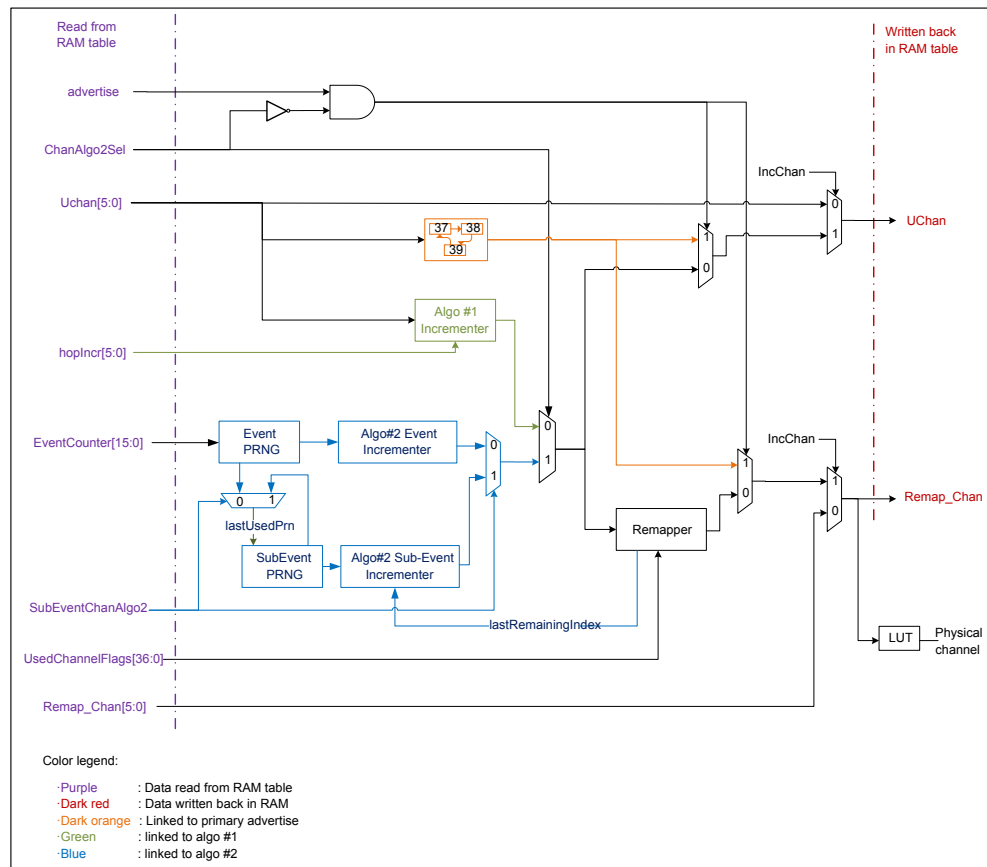 Read from
RAM table
Written back
in RAM table
advertise
ChanAlgo2Sel
IncChan
Uchan[5:0]
0
UChan
37
38
39
1
1
0
Algo #1
Incrementer
hopIncr[5:0]
0
IncChan
EventCounter[15:0]
Event
PRNG
Algo#2 Event
Incrementer
0
1
1
1
1
0
Remap_Chan
0
1
0
lastUsedPrn
Remapper
SubEvent
PRNG
Algo#2 Sub-Event
Incrementer
SubEventChanAlgo2
lastRemainingIndex
LUT
Physical
channel
UsedChannelFlags[36:0]
Remap_Chan[5:0]
Color legend:
·Purple : Data read from RAM table
·Dark red : Data written back in RAM
·Dark orange : Linked to primary advertise
·Green : linked to algo #1
·Blue : linked to algo #2